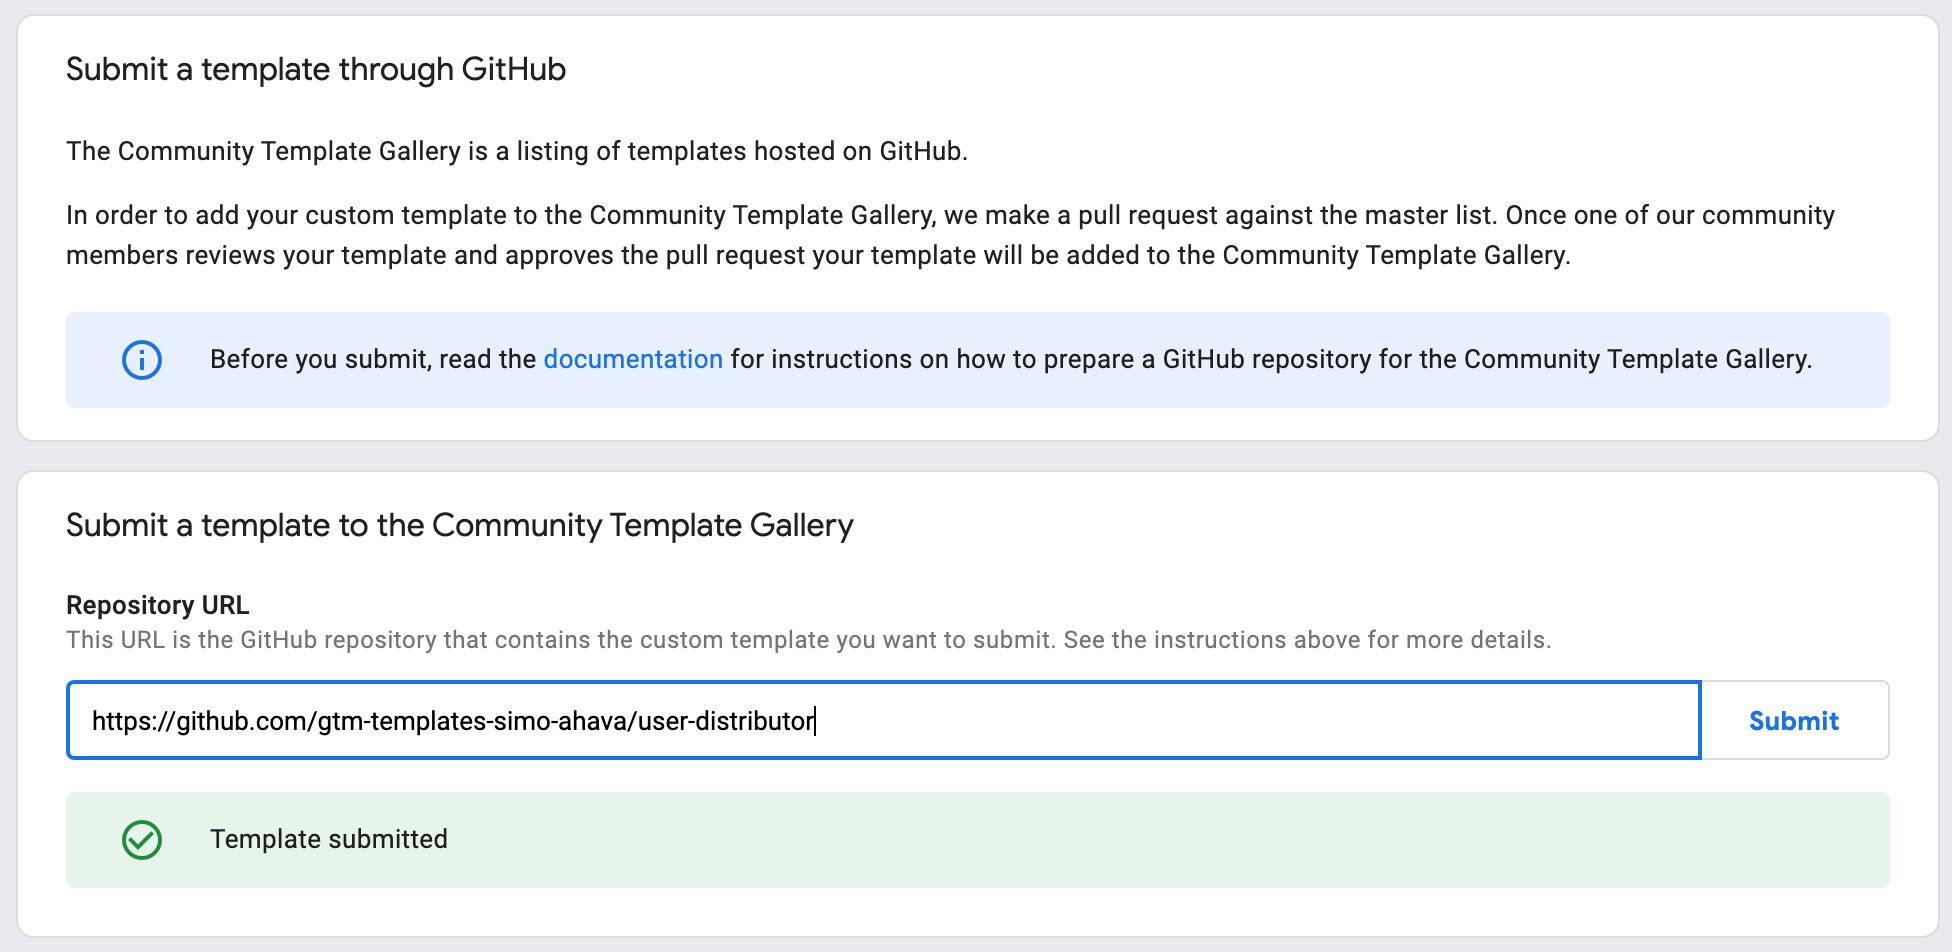 Submit a template through GitHub
The Community Template Gallery is a listing of templates hosted on GitHub.
In order to add your custom template to the Community Template Gallery, we make a pull request against the master list. Once one of our community
members reviews your template and approves the pull request your template will be added to the Community Template Gallery.
Before you submit, read the documentation for instructions on how to prepare a GitHub repository for the Community Template Gallery.
Submit a template to the Community Template Gallery
Repository URL
This URL is the GitHub repository that contains the custom template you want to submit. See the instructions above for more details.
https://github.com/gtm-templates-simo-ahava/user-distributor
Submit
Template submitted